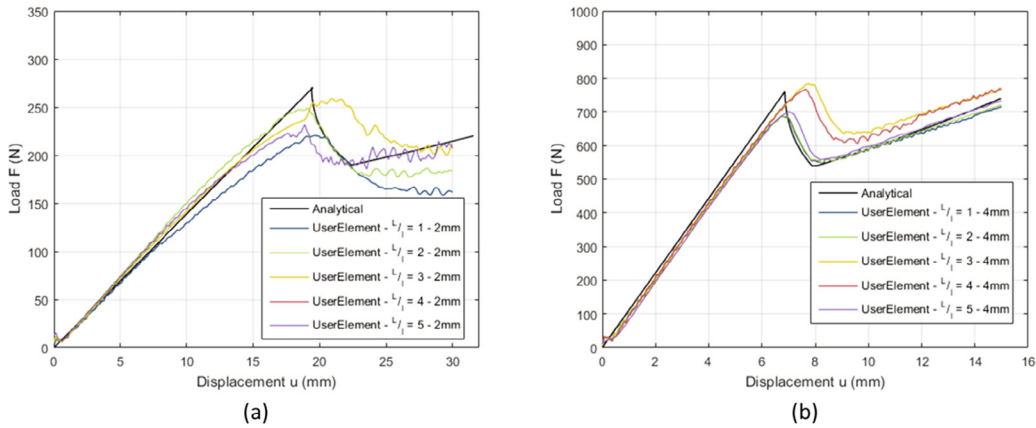 350
300
250
200
150
100
50
0
Load F (N)
0 5 10 15 20 25 30
Displacement u (mm)
Analytical
UserElement - L/l = 1 - 2mm
UserElement - L/l = 2 - 2mm
UserElement - L/l = 3 - 2mm
UserElement - L/l = 4 - 2mm
UserElement - L/l = 5 - 2mm
(a)
1000
900
800
700
600
500
400
300
200
100
0
Load F (N)
0 2 4 6 8 10 12 14 16
Displacement u (mm)
Analytical
UserElement - L/l = 1 - 4mm
UserElement - L/l = 2 - 4mm
UserElement - L/l = 3 - 4mm
UserElement - L/l = 4 - 4mm
UserElement - L/l = 5 - 4mm
(b)